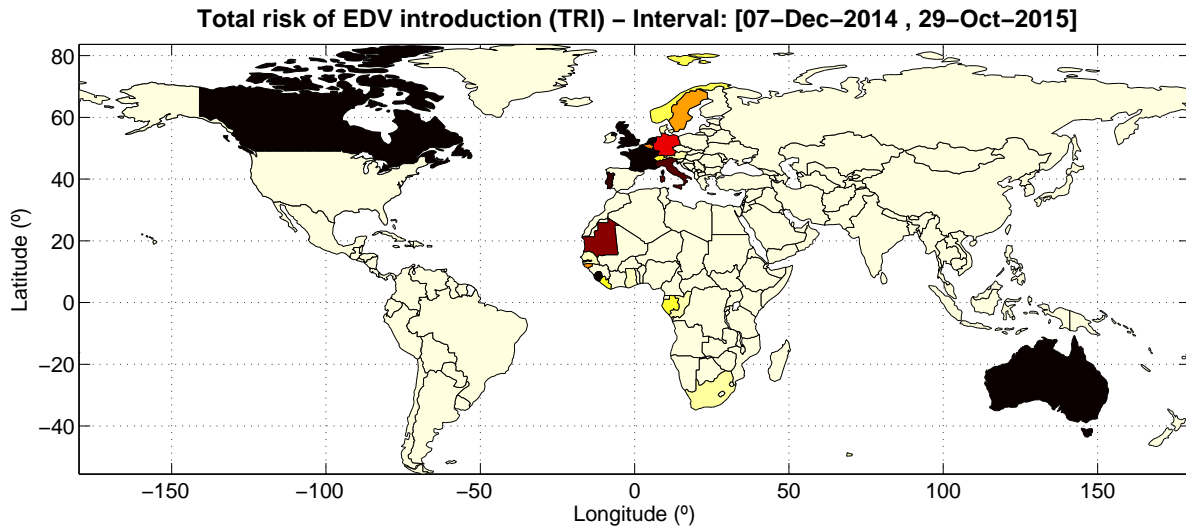 Total risk of EDV introduction (TRI) – Interval: [07–Dec–2014 , 29–Oct–2015]
80
60
40
20
0
−20
−40
Latitude (º)
−150 −100 −50 0 50 100 150
Longitude (º)